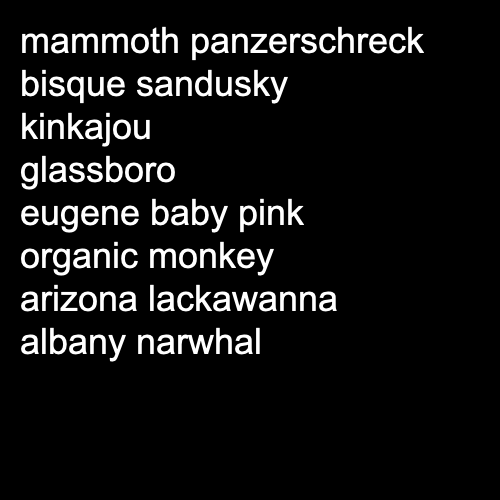 mammoth panzerschreck
bisque sandusky
kinkajou
glassboro
eugene baby pink
organic monkey
arizona lackawanna
albany narwhal